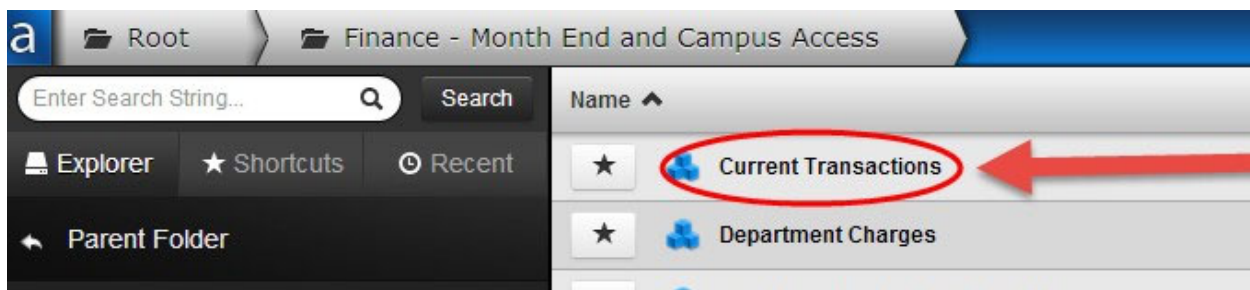 a Root Finance - Month End and Campus Access
Enter Search String... Search
Name
Explorer Shortcuts Recent
Current Transactions
Parent Folder
Department Charges